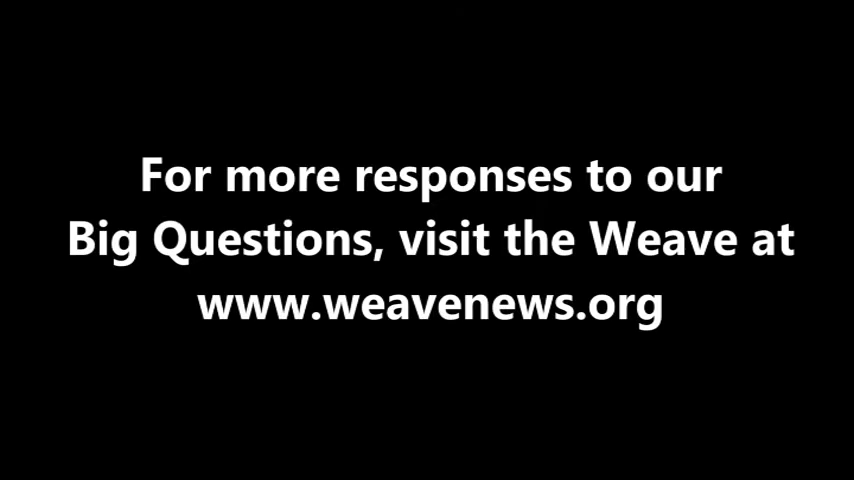 For more responses to our
Big Questions, visit the Weave at
www.weavenews.org